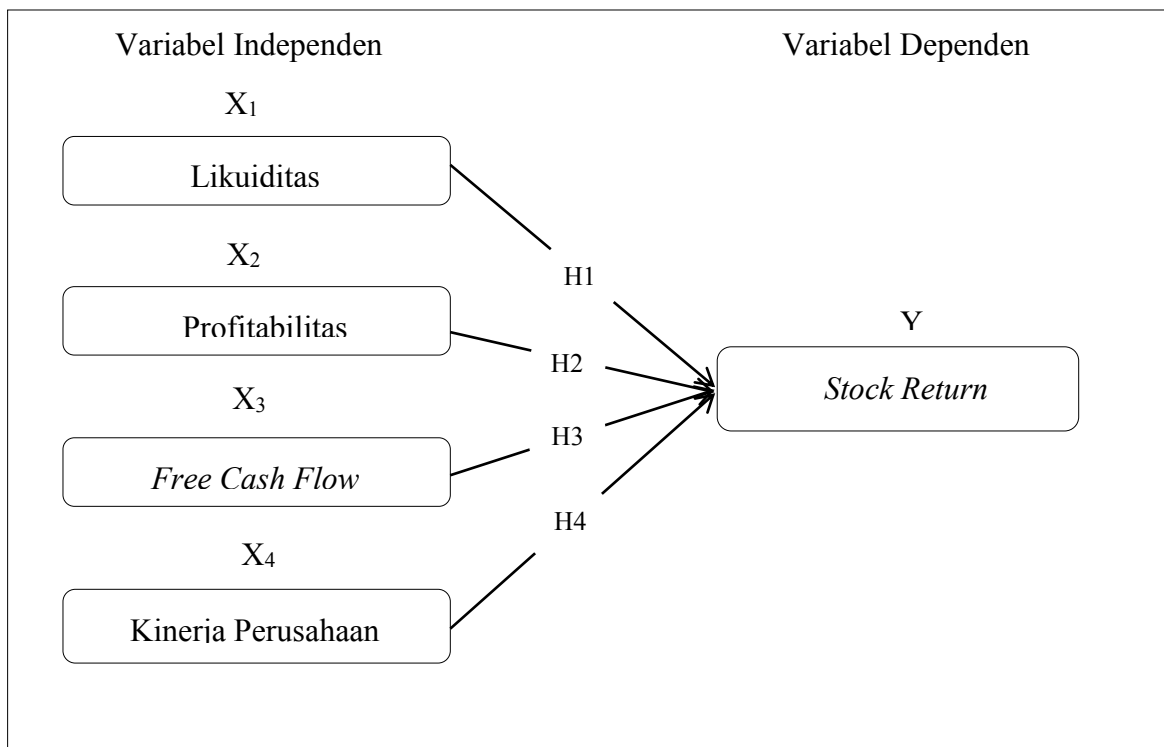 Variabel Independen
Variabel Dependen
X₁
Likuiditas
H1
X₂
Profitabilitas
H2
Y
Stock Return
X₃
Free Cash Flow
H3
X₄
Kinerja Perusahaan
H4